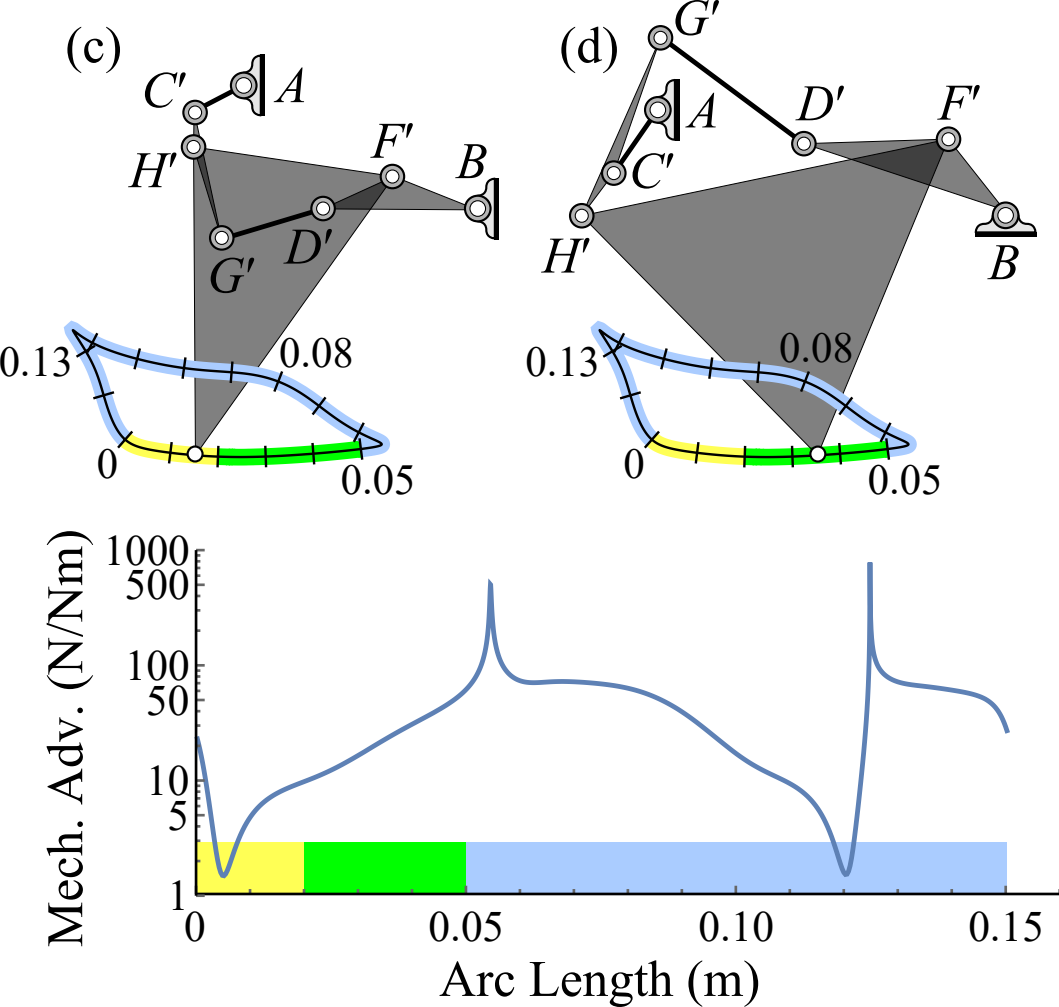 (c)
C′
A
H′
F′
B
G′
D′
0.13
0.08
0
0.05
(d)
G′
D′
F′
A
C′
H′
B
0.13
0.08
0
0.05
Mech. Adv. (N/Nm)
1000
500
100
50
10
5
1
0
0.05
0.10
0.15
Arc Length (m)